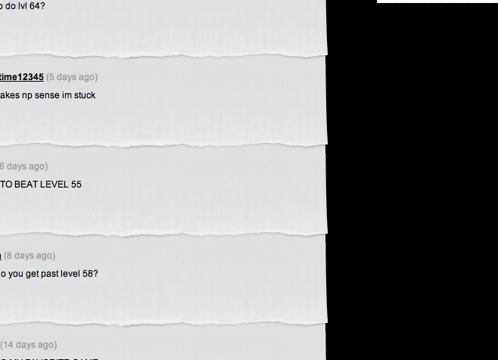 do lvl 64?
time12345 (5 days ago)
akes np sense im stuck
6 days ago)
TO BEAT LEVEL 55
(8 days ago)
o you get past level 58?
(14 days ago)